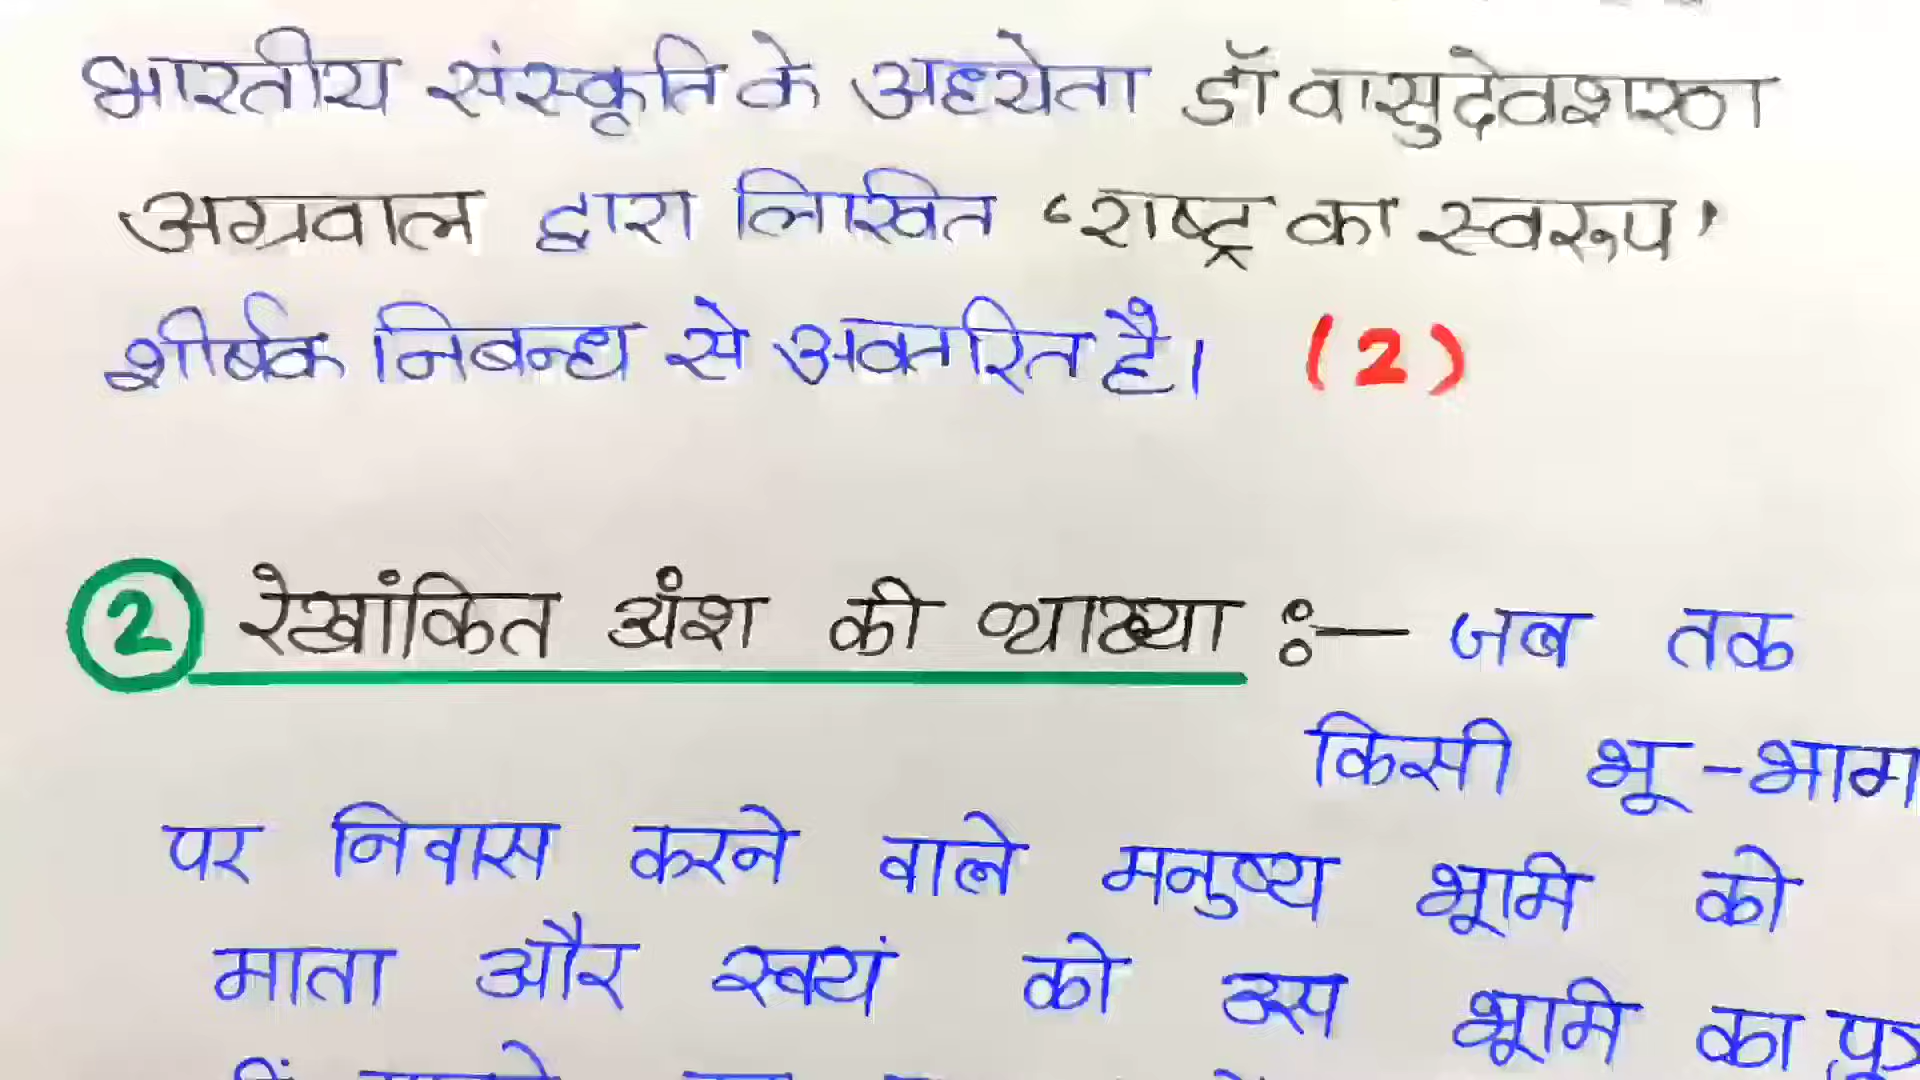 भारतीय संस्कृति के अध्येता डॉ वासुदेवशरण
अग्रवाल द्वारा लिखित ‘राष्ट्र का स्वरूप’
शीर्षक निबन्ध से अवतरित है। (2)
2 रेखांकित अंश की व्याख्या :— जब तक
किसी भू-भाग
पर निवास करने वाले मनुष्य भूमि को
माता और स्वयं को उस भूमि का